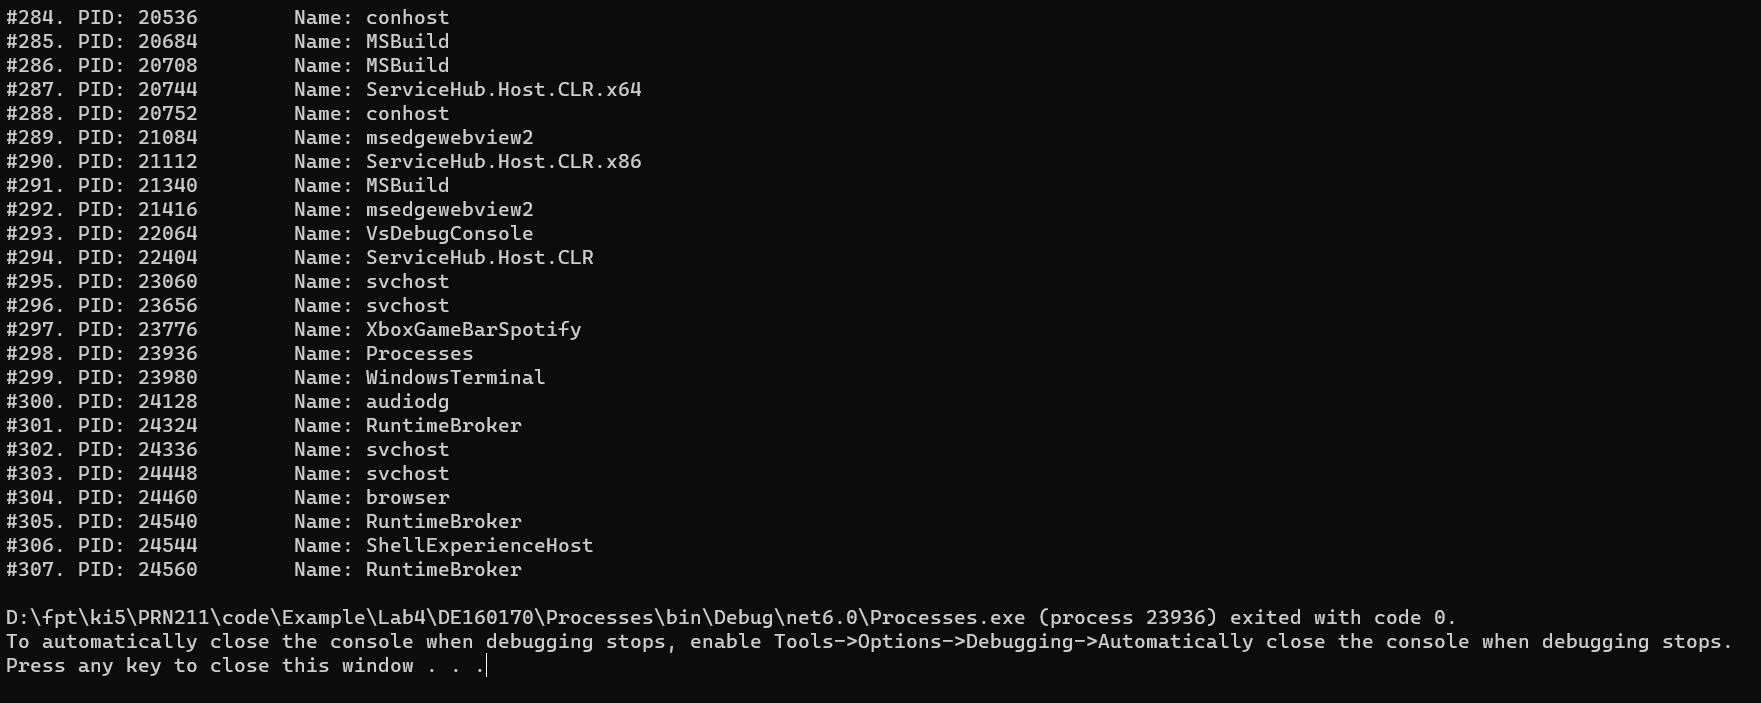 #284. PID: 20536        Name: conhost
#285. PID: 20684        Name: MSBuild
#286. PID: 20708        Name: MSBuild
#287. PID: 20744        Name: ServiceHub.Host.CLR.x64
#288. PID: 20752        Name: conhost
#289. PID: 21084        Name: msedgewebview2
#290. PID: 21112        Name: ServiceHub.Host.CLR.x86
#291. PID: 21340        Name: MSBuild
#292. PID: 21416        Name: msedgewebview2
#293. PID: 22064        Name: VsDebugConsole
#294. PID: 22404        Name: ServiceHub.Host.CLR
#295. PID: 23060        Name: svchost
#296. PID: 23656        Name: svchost
#297. PID: 23776        Name: XboxGameBarSpotify
#298. PID: 23936        Name: Processes
#299. PID: 23980        Name: WindowsTerminal
#300. PID: 24128        Name: audiodg
#301. PID: 24324        Name: RuntimeBroker
#302. PID: 24336        Name: svchost
#303. PID: 24448        Name: svchost
#304. PID: 24460        Name: browser
#305. PID: 24540        Name: RuntimeBroker
#306. PID: 24544        Name: ShellExperienceHost
#307. PID: 24560        Name: RuntimeBroker
D:\fpt\ki5\PRN211\code\Example\Lab4\DE160170\Processes\bin\Debug\net6.0\Processes.exe (process 23936) exited with code 0.
To automatically close the console when debugging stops, enable Tools->Options->Debugging->Automatically close the console when debugging stops.
Press any key to close this window . . .